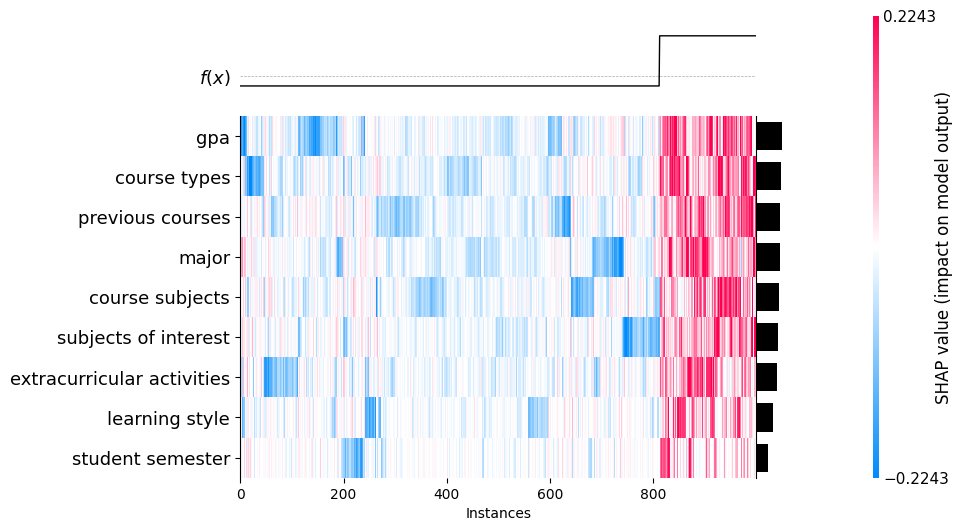 0.2243
f(x)
gpa
course types
previous courses
major
course subjects
subjects of interest
extracurricular activities
learning style
student semester
0 200 400 600 800
Instances
SHAP value (impact on model output)
−0.2243